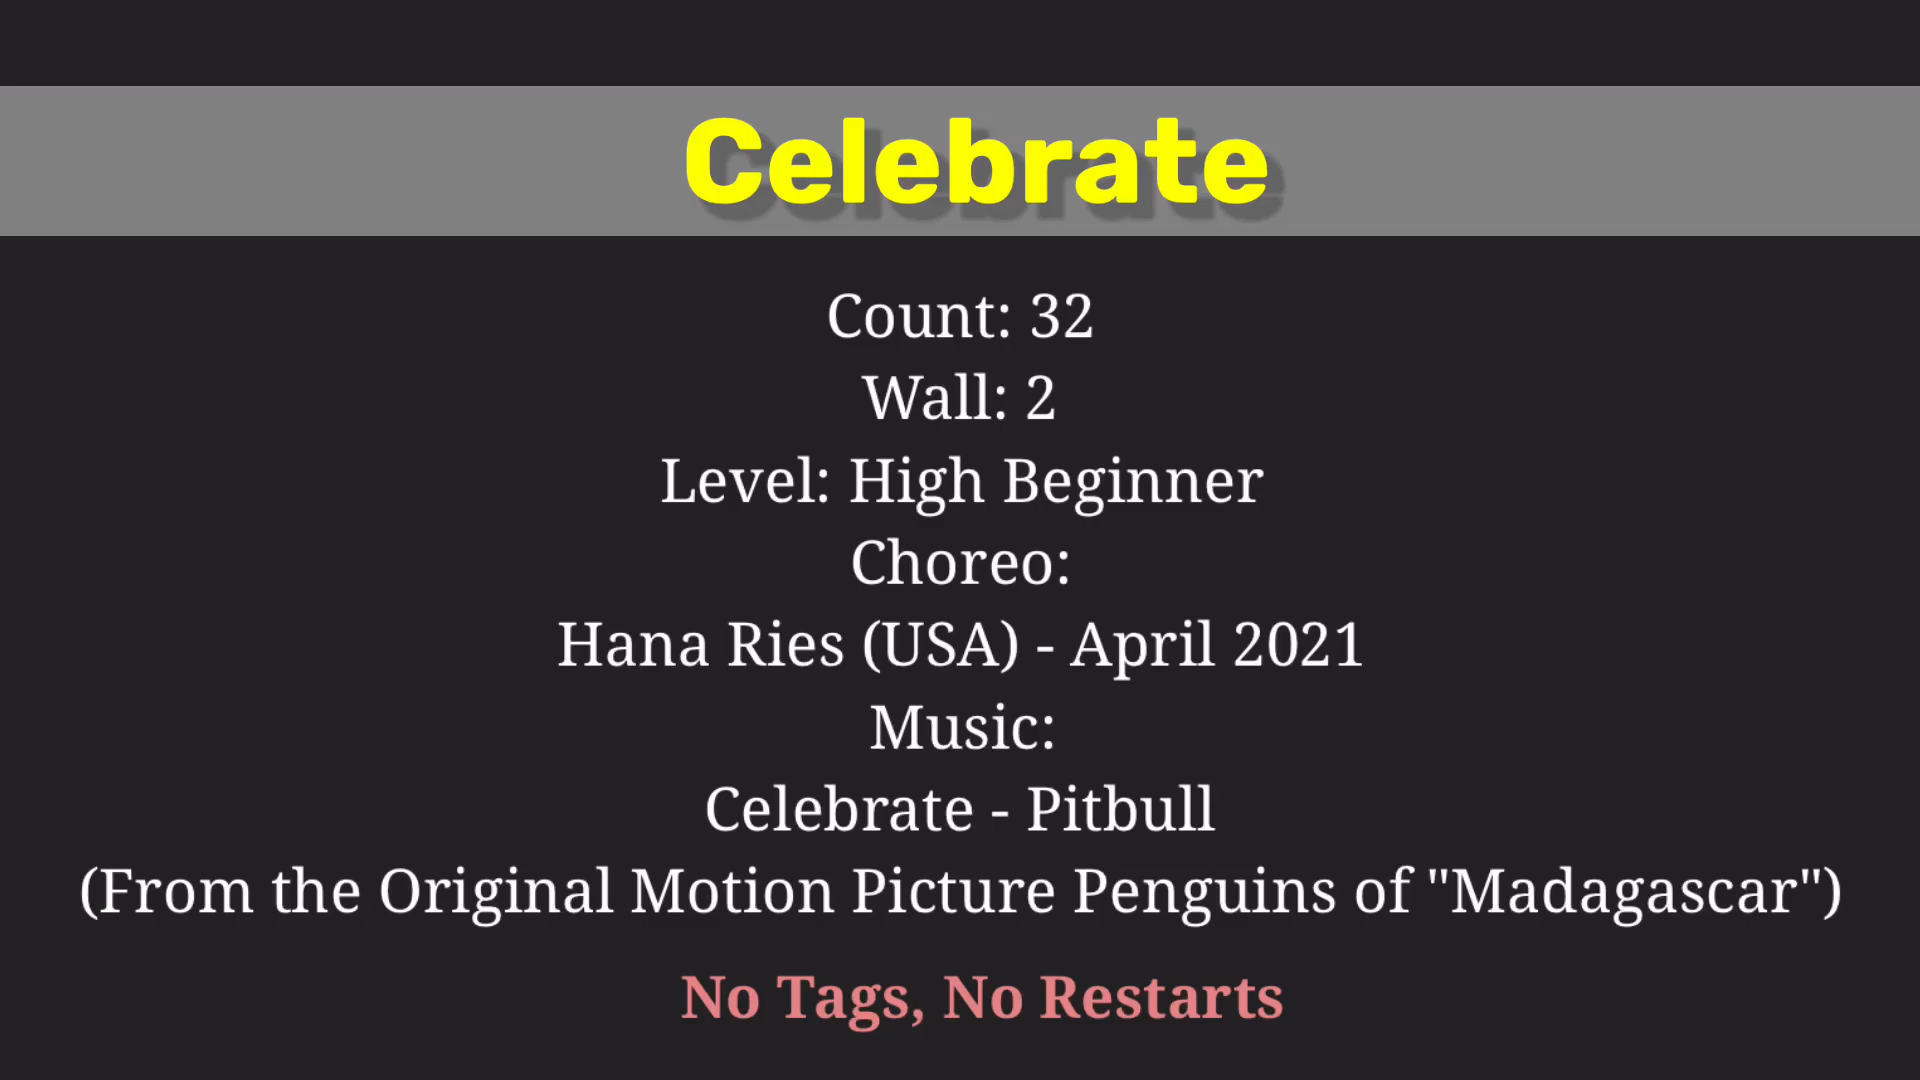 Celebrate
Count: 32
Wall: 2
Level: High Beginner
Choreo:
Hana Ries (USA) - April 2021
Music:
Celebrate - Pitbull
(From the Original Motion Picture Penguins of "Madagascar")
No Tags, No Restarts